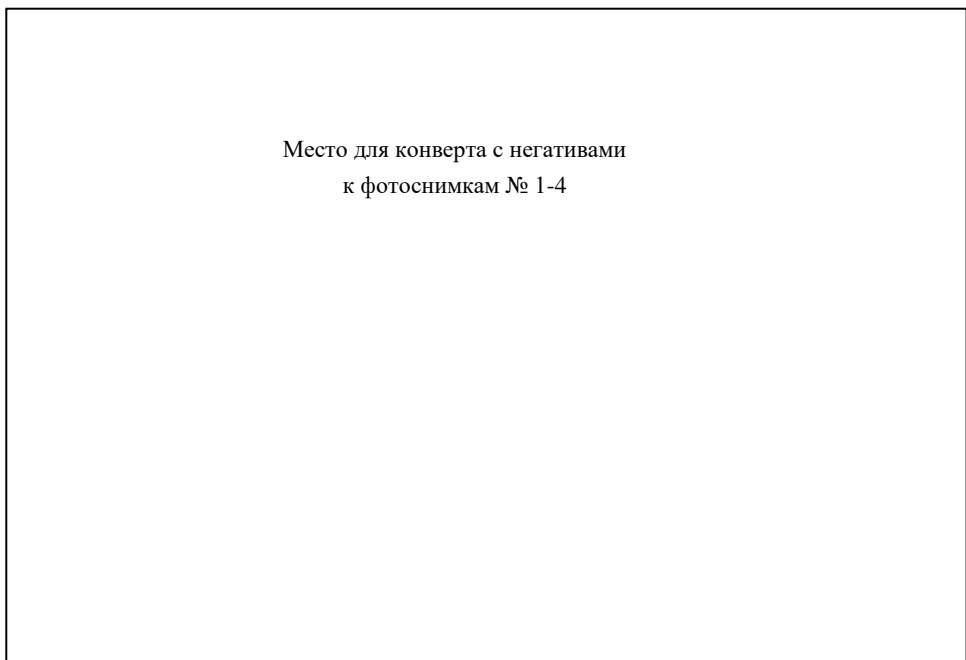 Место для конверта с негативами
к фотоснимкам № 1-4